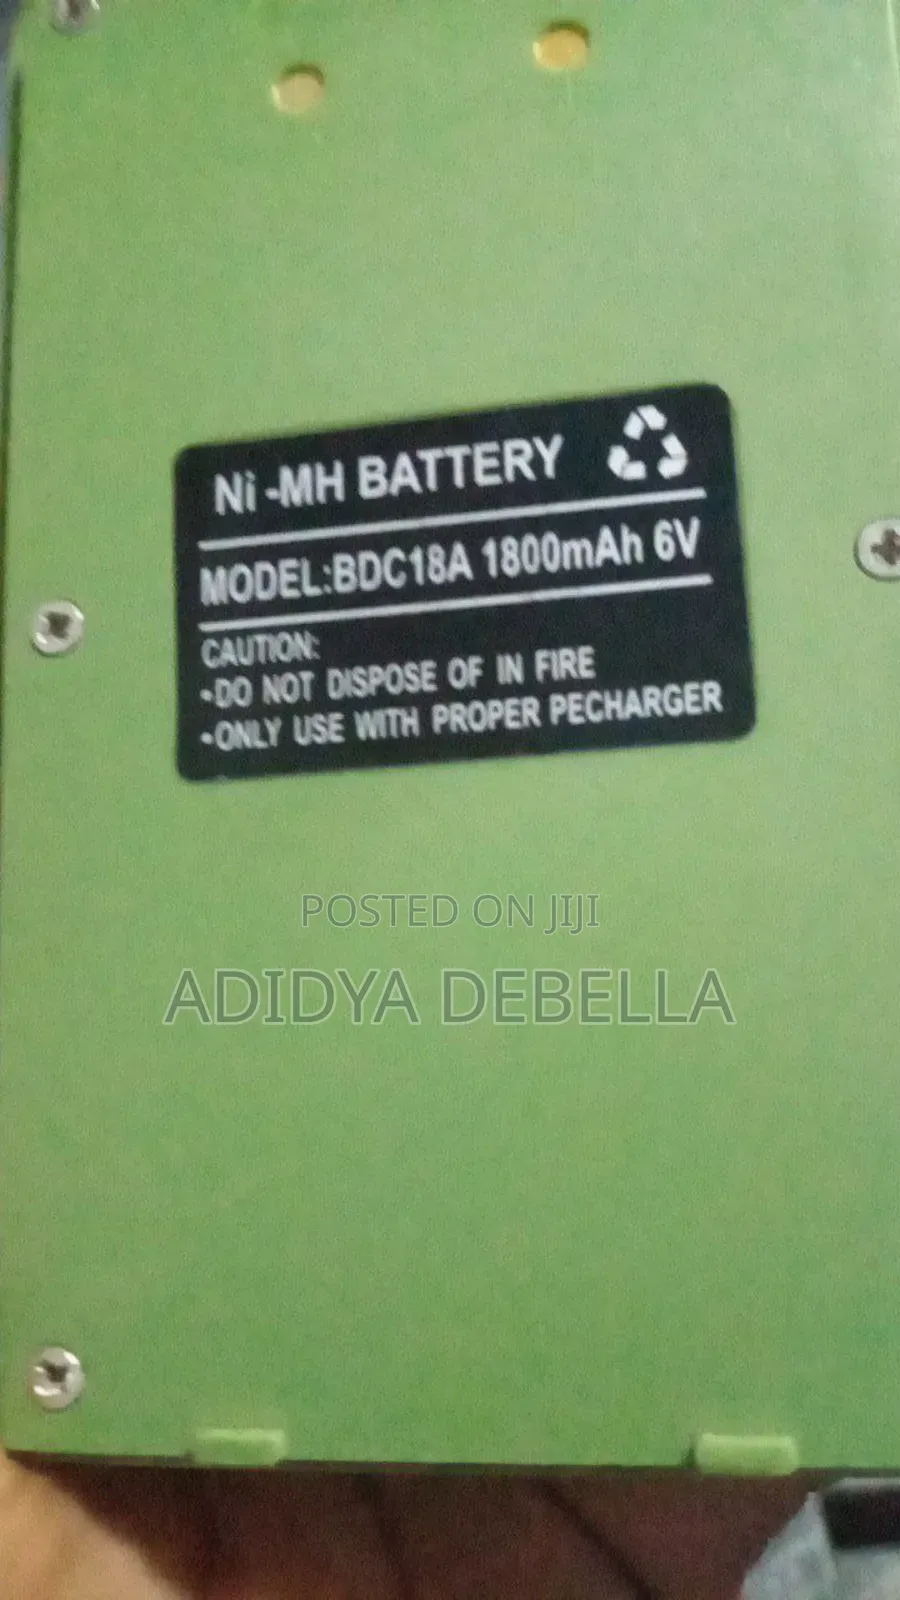 Ni -MH BATTERY
MODEL:BDC18A 1800mAh 6V
CAUTION:
•DO NOT DISPOSE OF IN FIRE
•ONLY USE WITH PROPER PECHARGER
POSTED ON JIJI
ADIDYA DEBELLA